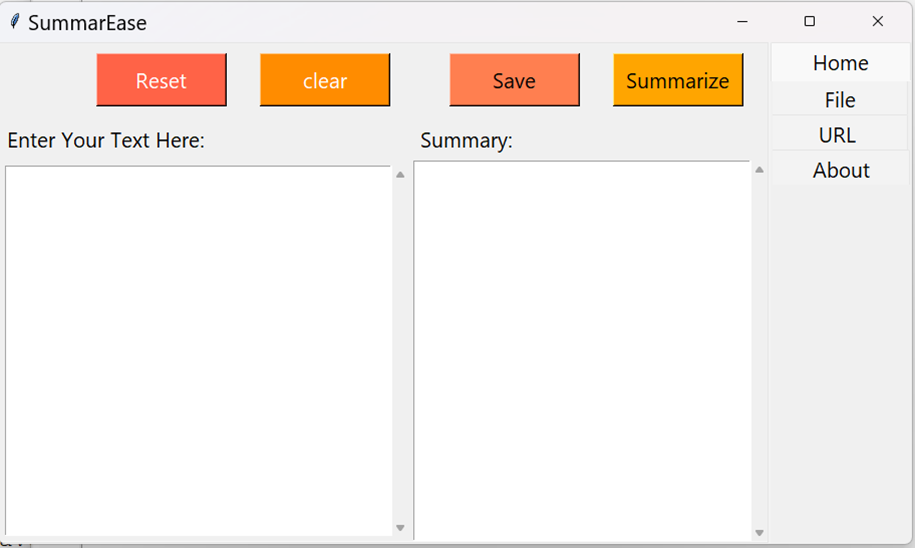 SummarEase
Reset clear Save Summarize
Enter Your Text Here: Summary:
Home
File
URL
About